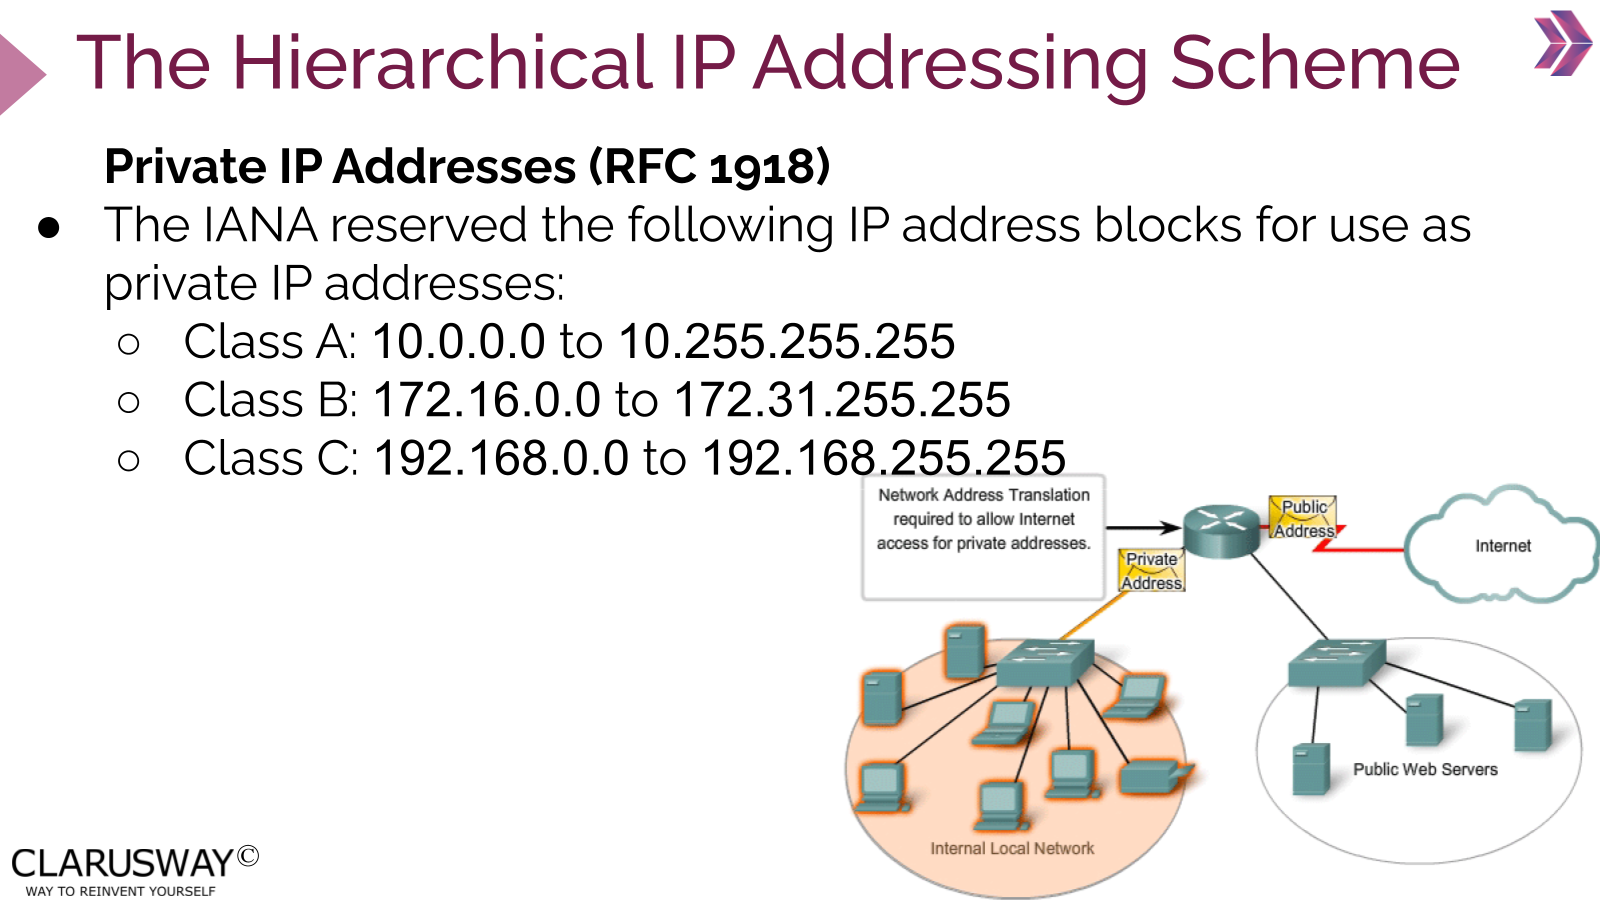 The Hierarchical IP Addressing Scheme
Private IP Addresses (RFC 1918)
● The IANA reserved the following IP address blocks for use as
private IP addresses:
○ Class A: 10.0.0.0 to 10.255.255.255
○ Class B: 172.16.0.0 to 172.31.255.255
○ Class C: 192.168.0.0 to 192.168.255.255
Network Address Translation
required to allow Internet
access for private addresses.
Public
Address
Private
Address
Internet
Public Web Servers
Internal Local Network
CLARUSWAY©
WAY TO REINVENT YOURSELF